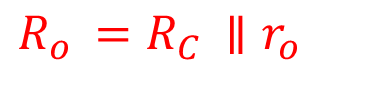 R_o = R_C ∥ r_o